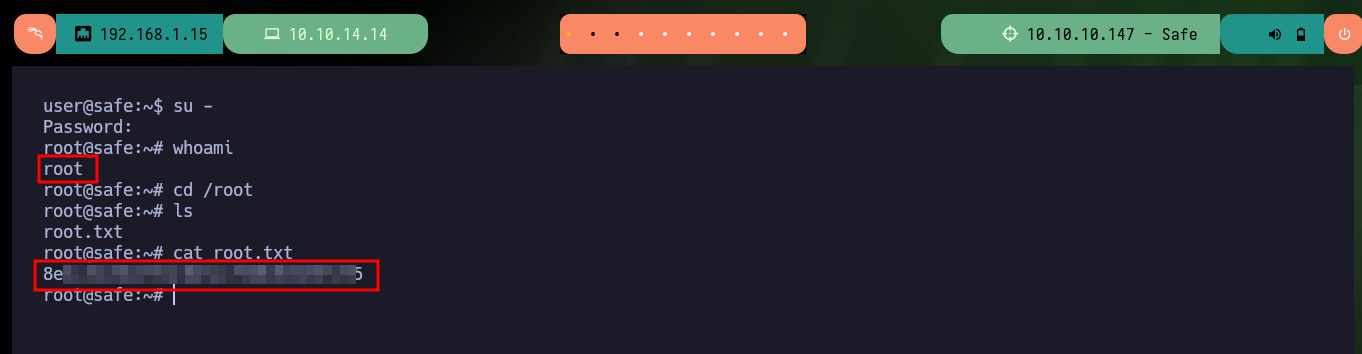 192.168.1.15 10.10.14.14 10.10.10.147 - Safe
user@safe:~$ su -
Password:
root@safe:~# whoami
root
root@safe:~# cd /root
root@safe:~# ls
root.txt
root@safe:~# cat root.txt
8e 5
root@safe:~#